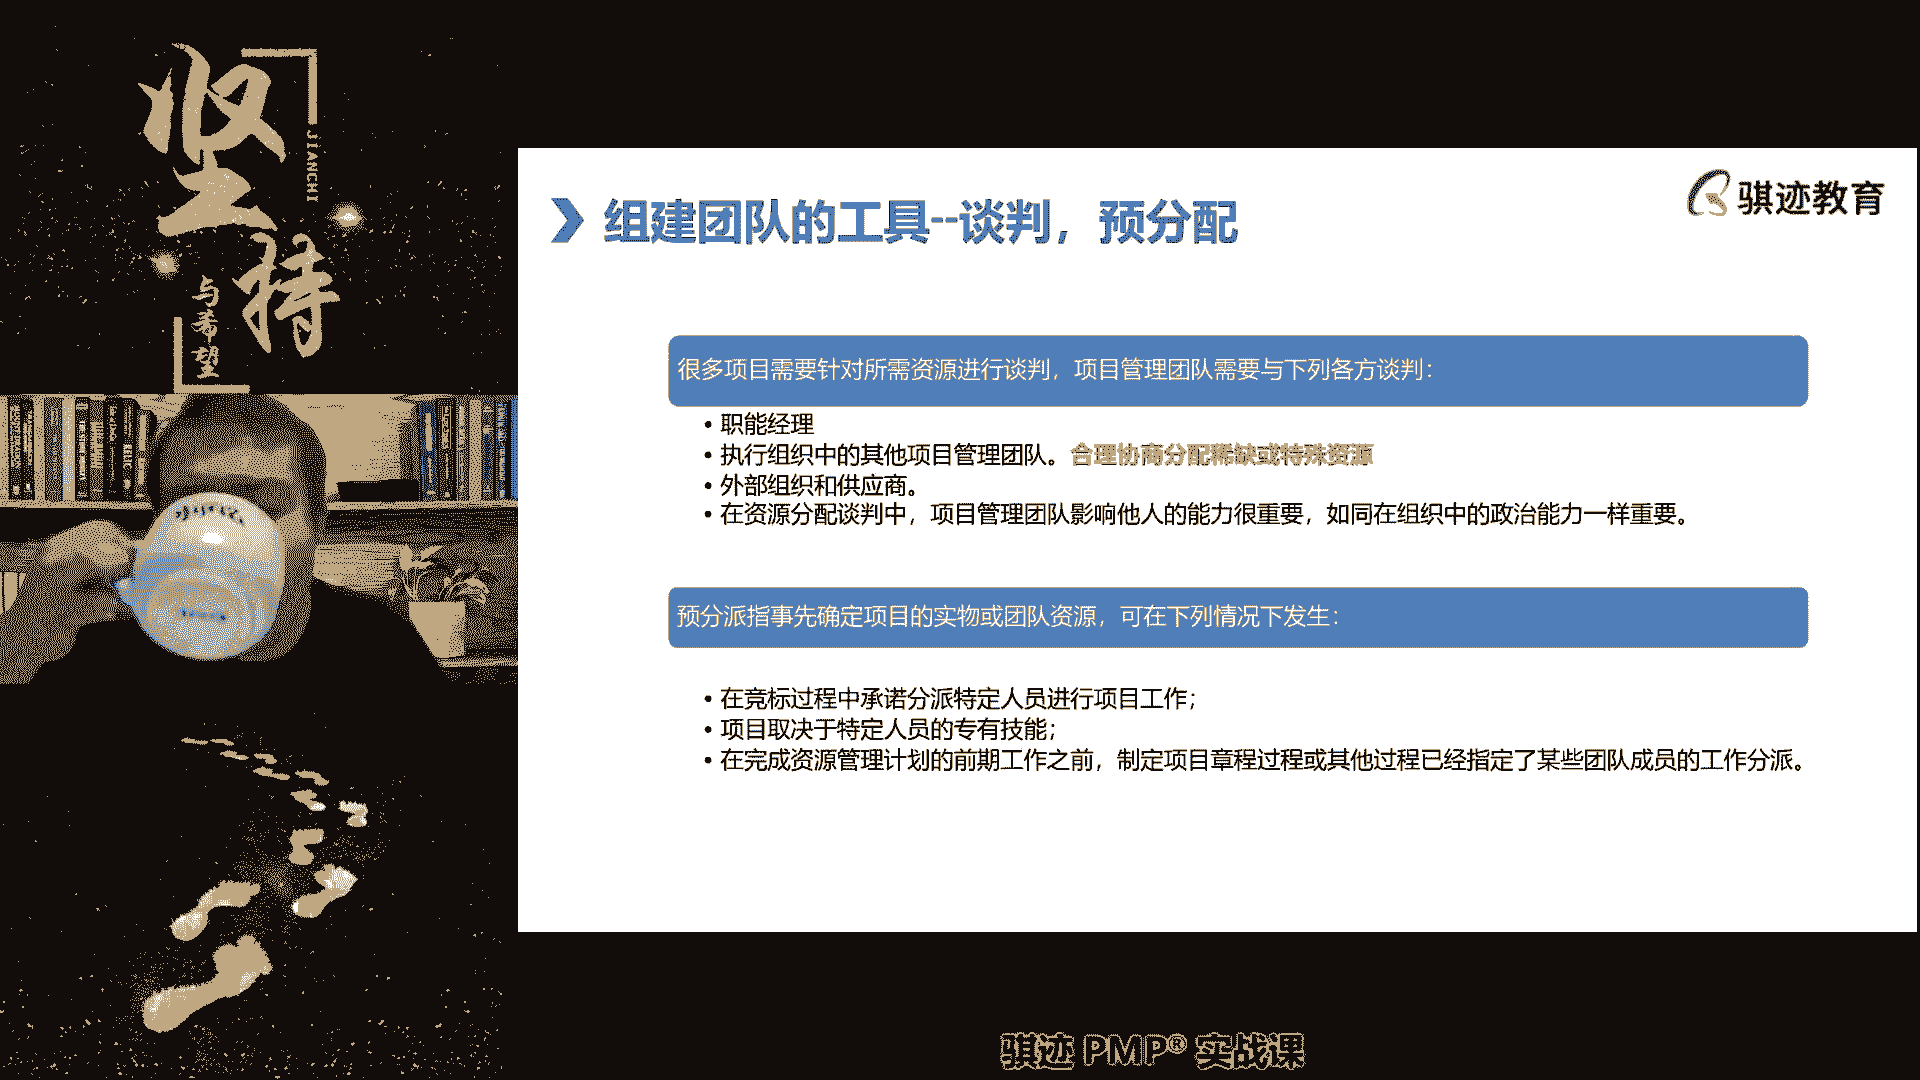 坚持
JIANCHI
与希望
骐迹教育
组建团队的工具--谈判，预分配
很多项目需要针对所需资源进行谈判，项目管理团队需要与下列各方谈判：
• 职能经理
• 执行组织中的其他项目管理团队。合理协商分配稀缺或特殊资源
• 外部组织和供应商。
• 在资源分配谈判中，项目管理团队影响他人的能力很重要，如同在组织中的政治能力一样重要。
预分派指事先确定项目的实物或团队资源，可在下列情况下发生：
• 在竞标过程中承诺分派特定人员进行项目工作；
• 项目取决于特定人员的专有技能；
• 在完成资源管理计划的前期工作之前，制定项目章程过程或其他过程已经指定了某些团队成员的工作分派。
骐迹 PMP® 实战课